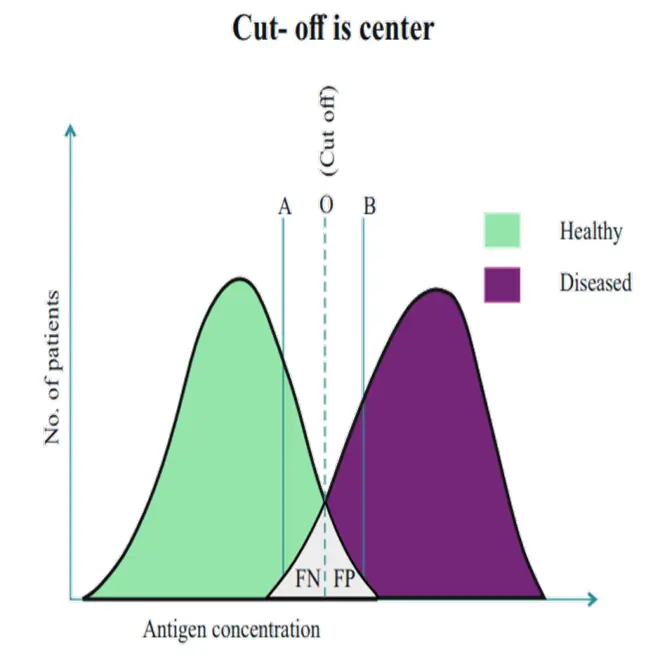 Cut- off is center
(Cut off)
A O B
Healthy
Diseased
No. of patients
FN FP
Antigen concentration